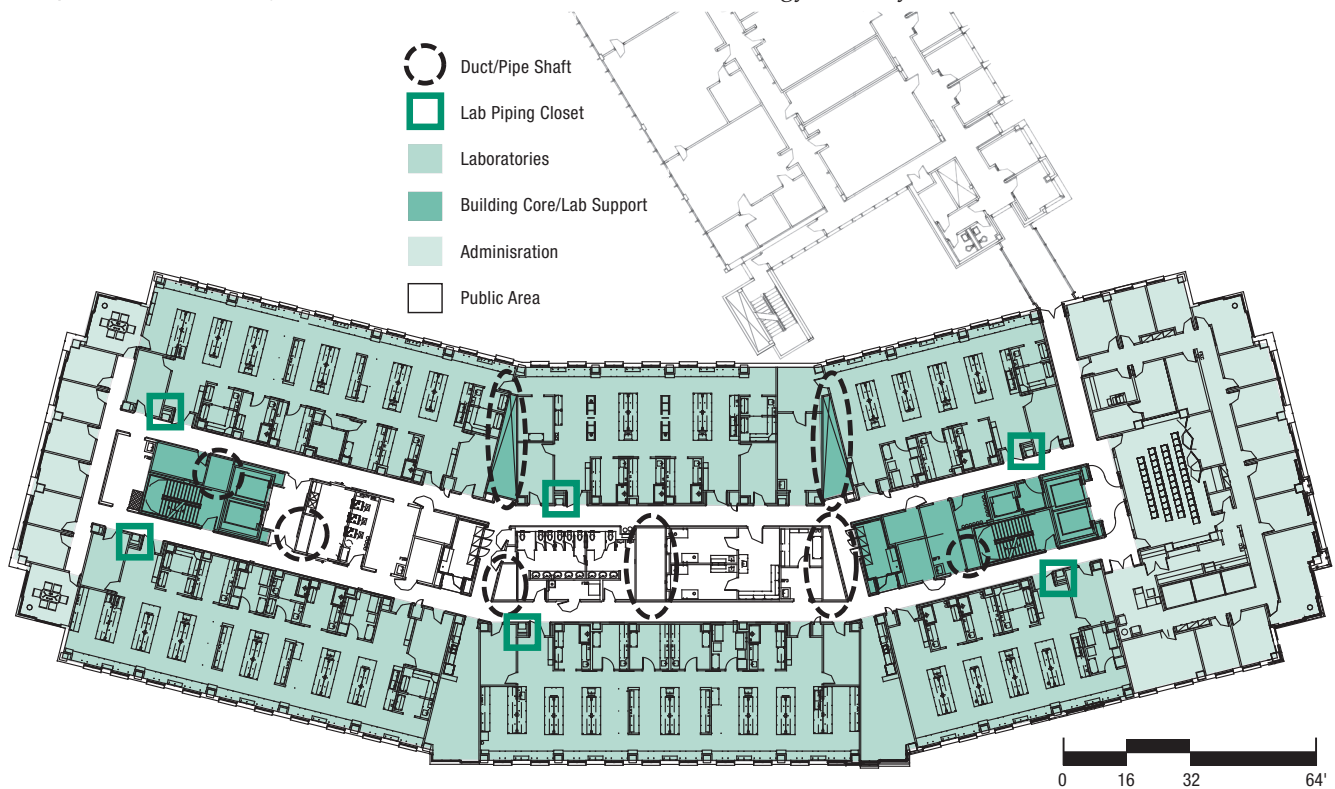 Duct/Pipe Shaft
Lab Piping Closet
Laboratories
Building Core/Lab Support
Adminisration
Public Area
0 16 32 64'